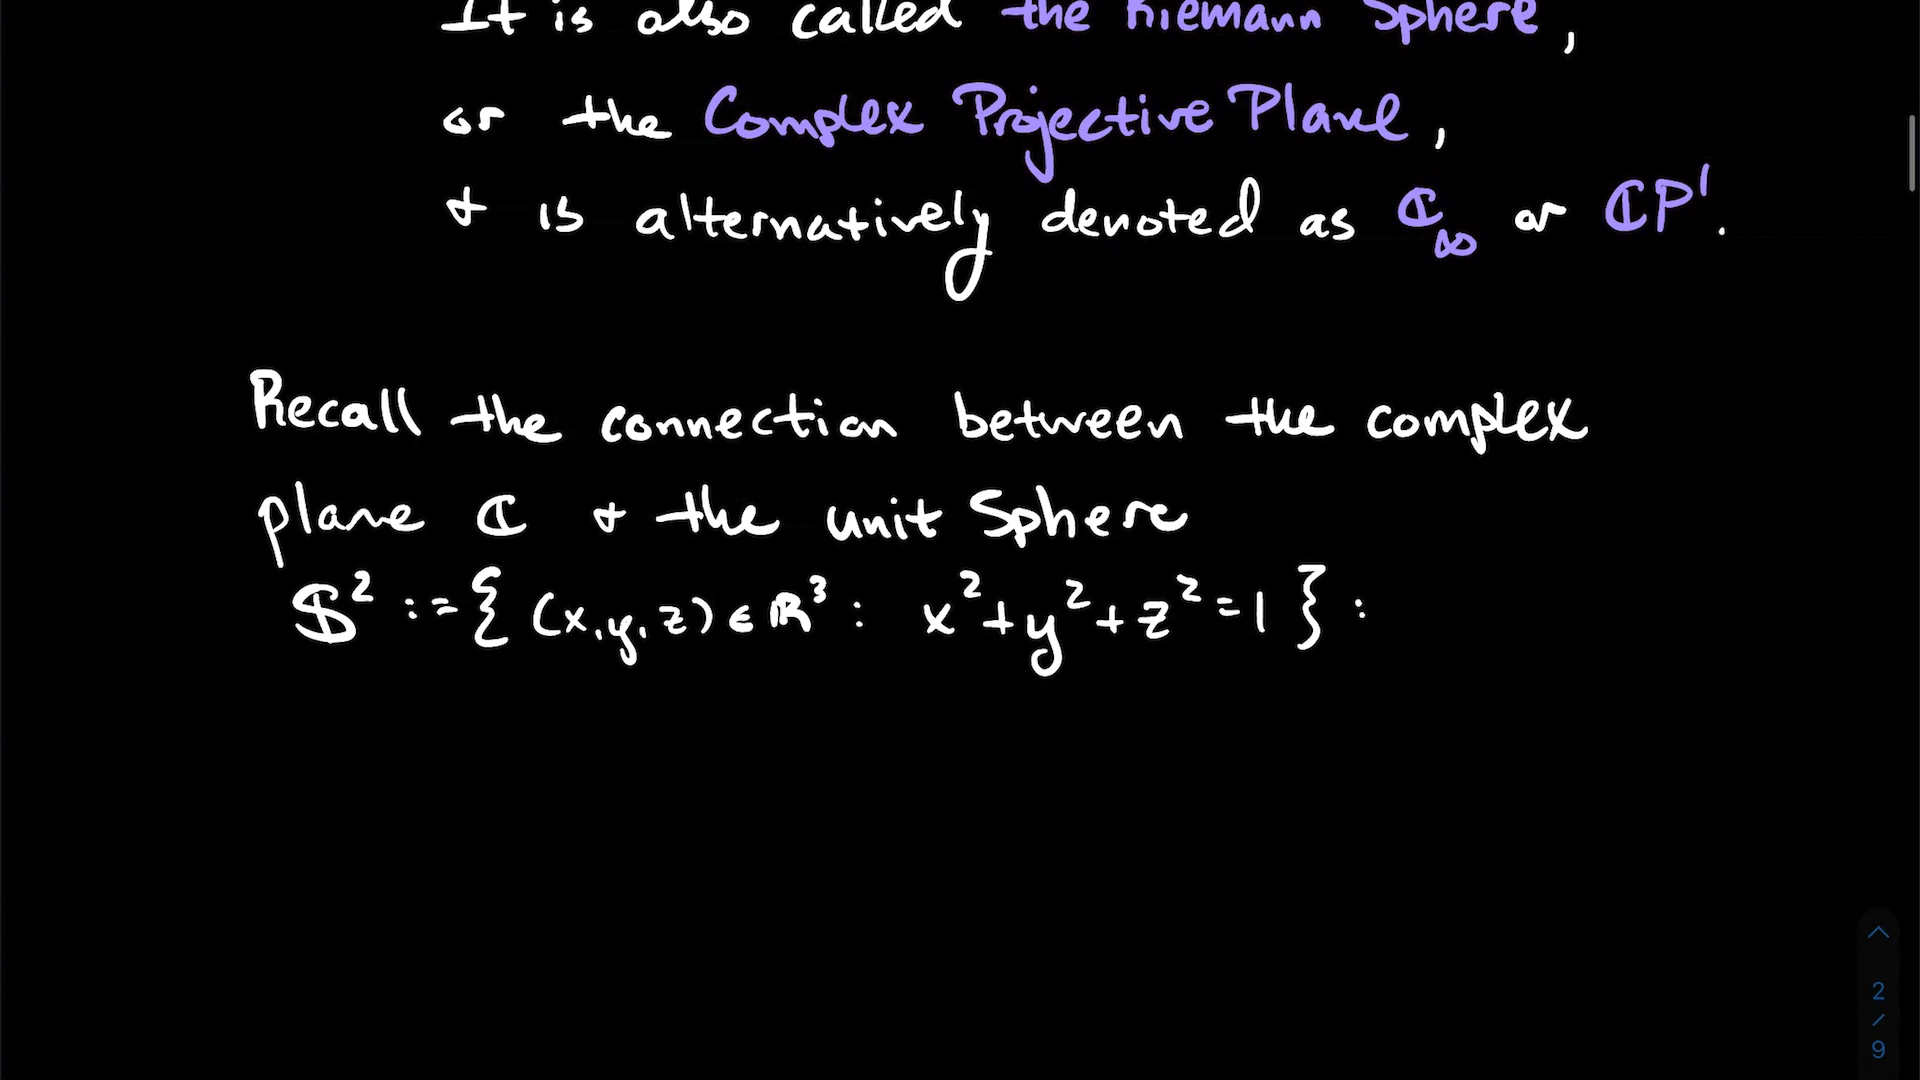 It is also called the Riemann Sphere,
or the Complex Projective Plane,
& is alternatively denoted as ℂ∞ or ℂP¹.
Recall the connection between the complex
plane ℂ & the unit Sphere
𝕊² := { (x,y,z) ∈ ℝ³ : x²+y²+z²=1 } :
2
/
9